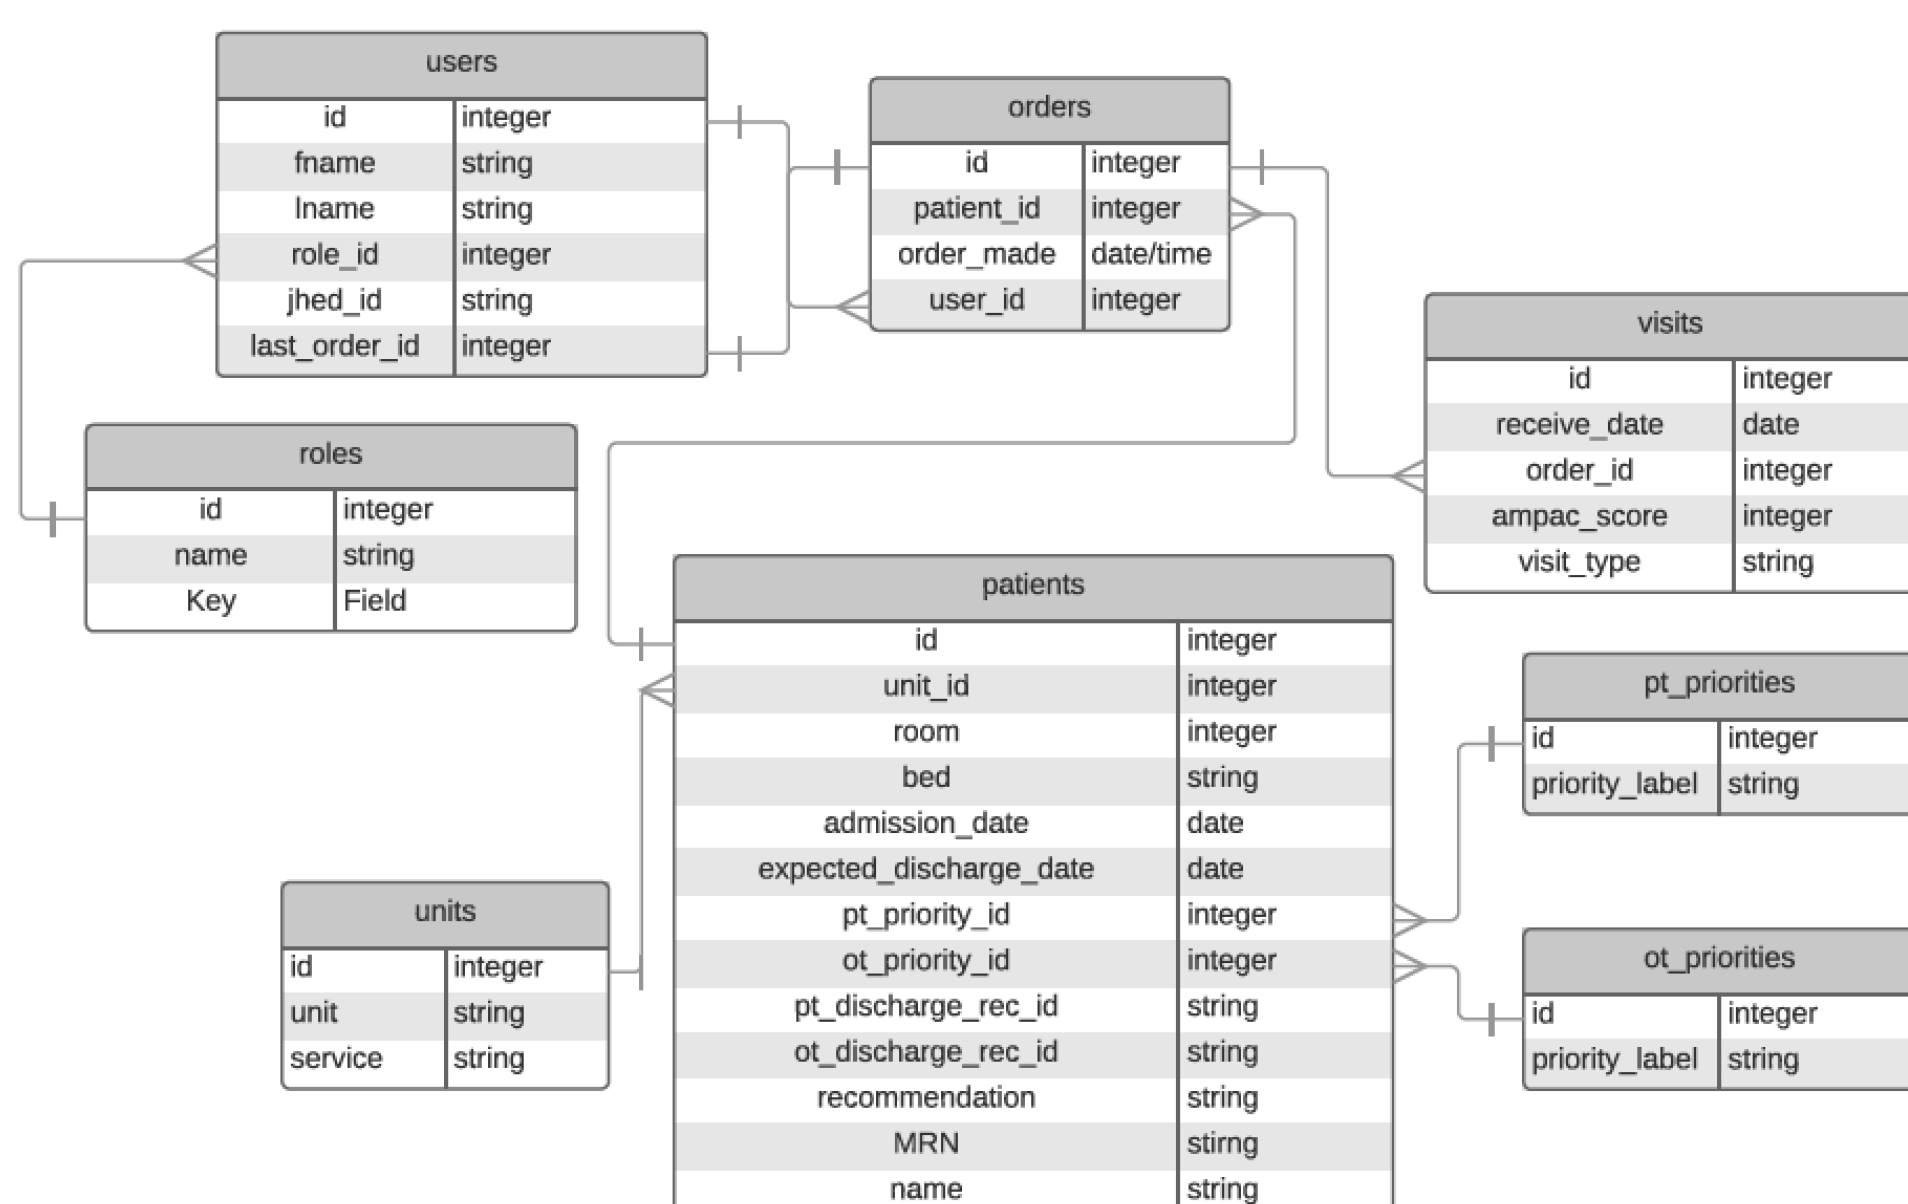 users
id integer
fname string
lname string
role_id integer
jhed_id string
last_order_id integer
orders
id integer
patient_id integer
order_made date/time
user_id integer
visits
id integer
receive_date date
order_id integer
ampac_score integer
visit_type string
roles
id integer
name string
Key Field
patients
id integer
unit_id integer
room integer
bed string
admission_date date
expected_discharge_date date
pt_priority_id integer
ot_priority_id integer
pt_discharge_rec_id string
ot_discharge_rec_id string
recommendation string
MRN stirng
name string
pt_priorities
id integer
priority_label string
units
id integer
unit string
service string
ot_priorities
id integer
priority_label string